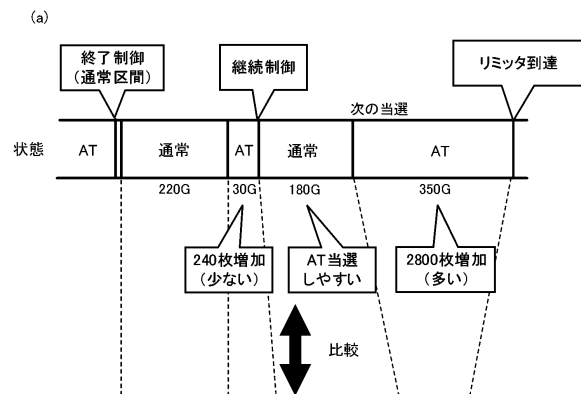 (a)
終了制御
(通常区間)
継続制御
リミッタ到達
次の当選
状態
AT
通常
AT
通常
AT
220G
30G
180G
350G
240枚増加
(少ない)
AT当選
しやすい
2800枚増加
(多い)
比較